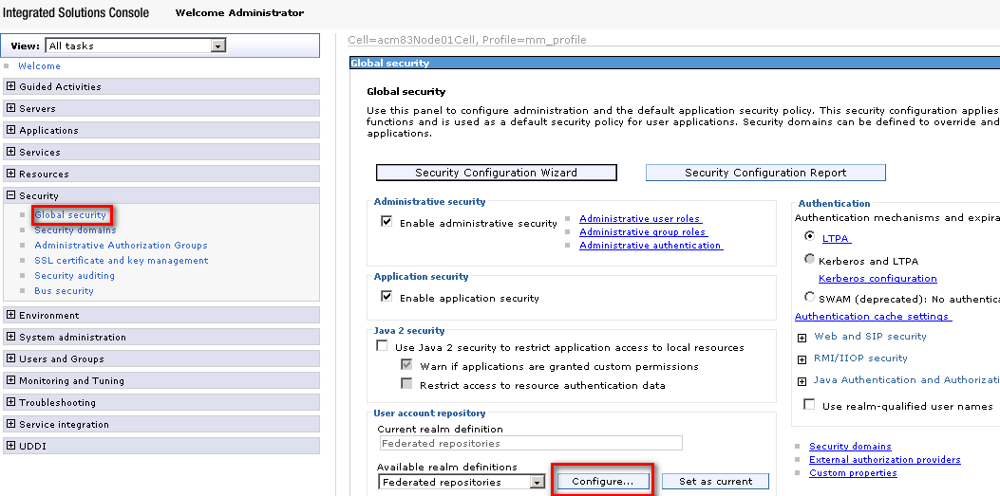 Integrated Solutions Console Welcome Administrator
View: All tasks
Welcome
Guided Activities
Servers
Applications
Services
Resources
Security
Global security
Security domains
Administrative Authorization Groups
SSL certificate and key management
Security auditing
Bus security
Environment
System administration
Users and Groups
Monitoring and Tuning
Troubleshooting
Service integration
UDDI
Cell=acm83Node01Cell, Profile=mm_profile
Global security
Global security
Use this panel to configure administration and the default application security policy. This security configuration applies
functions and is used as a default security policy for user applications. Security domains can be defined to override and
applications.
Security Configuration Wizard Security Configuration Report
Administrative security
Enable administrative security
Administrative user roles
Administrative group roles
Administrative authentication
Application security
Enable application security
Java 2 security
Use Java 2 security to restrict application access to local resources
Warn if applications are granted custom permissions
Restrict access to resource authentication data
User account repository
Current realm definition
Federated repositories
Available realm definitions
Federated repositories Configure... Set as current
Authentication
Authentication mechanisms and expira
LTPA
Kerberos and LTPA
Kerberos configuration
SWAM (deprecated): No authentica
Authentication cache settings
Web and SIP security
RMI/IIOP security
Java Authentication and Authorizati
Use realm-qualified user names
Security domains
External authorization providers
Custom properties